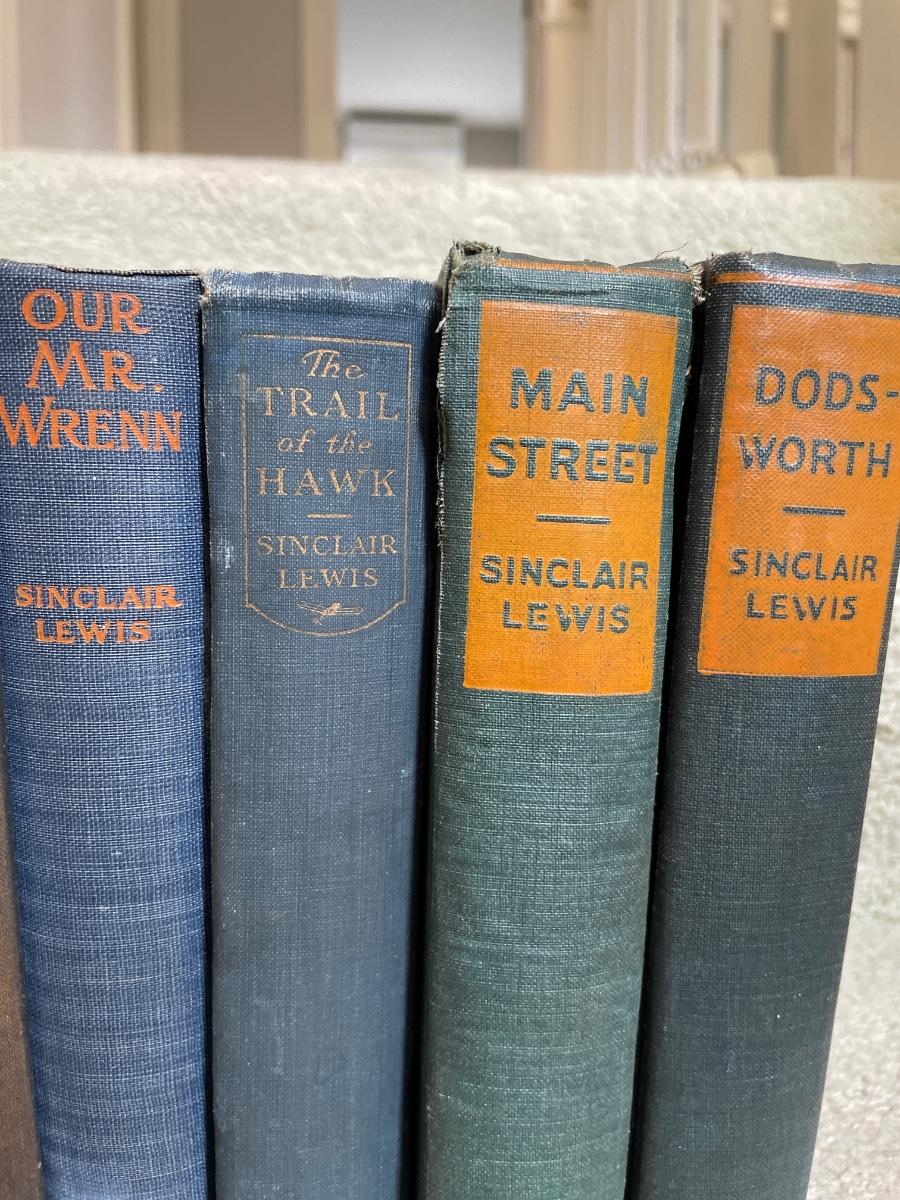 OUR
MR.
WRENN
SINCLAIR
LEWIS
The
TRAIL
of the
HAWK
SINCLAIR
LEWIS
MAIN
STREET
SINCLAIR
LEWIS
DODS-
WORTH
SINCLAIR
LEWIS